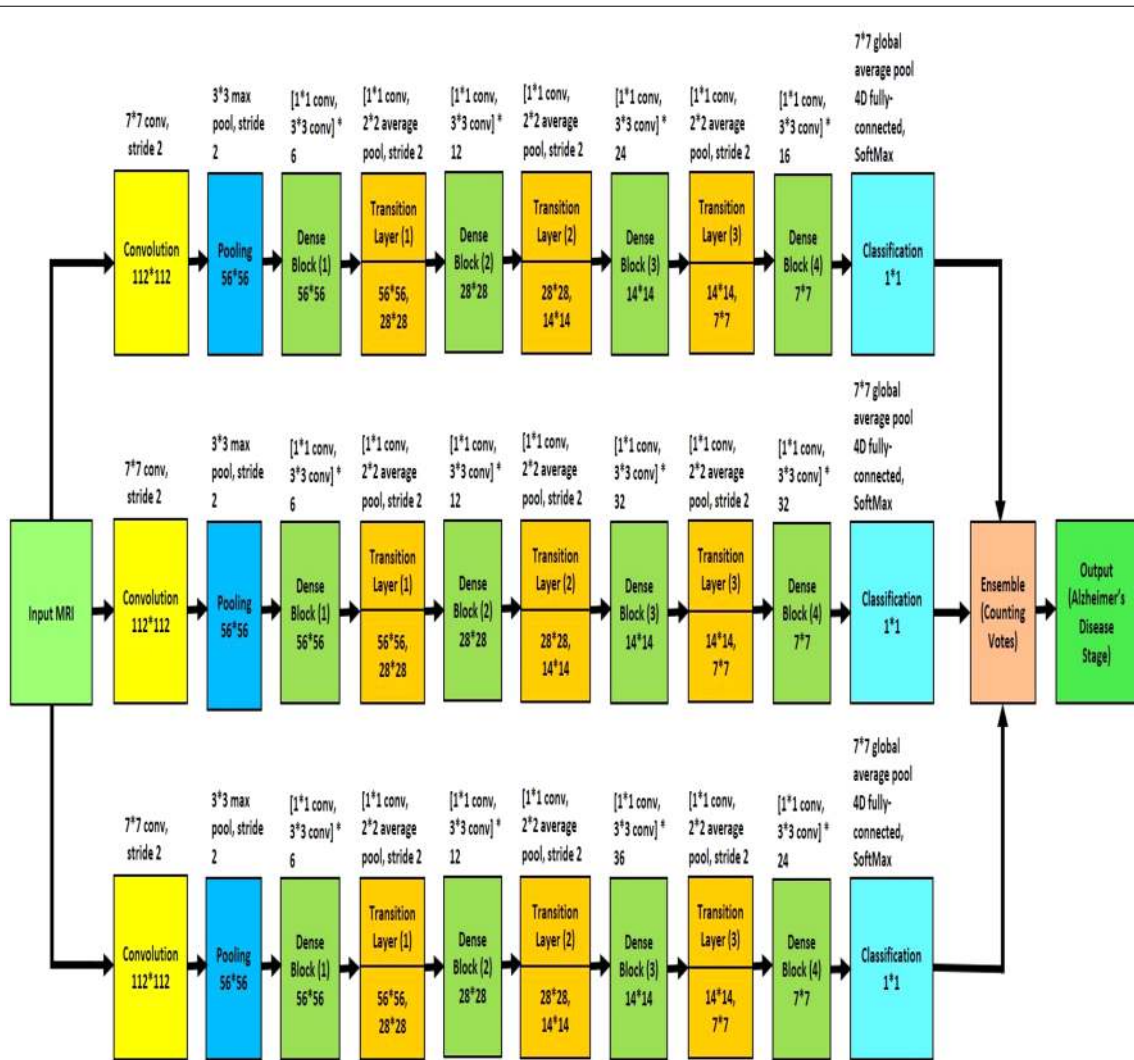 7*7 conv,
stride 2
3*3 max
pool, stride
2
[1*1 conv,
3*3 conv] *
6
[1*1 conv,
2*2 average
pool, stride 2
[1*1 conv,
3*3 conv] *
12
[1*1 conv,
2*2 average
pool, stride 2
[1*1 conv,
3*3 conv] *
24
[1*1 conv,
2*2 average
pool, stride 2
[1*1 conv,
3*3 conv] *
16
7*7 global
average pool
4D fully-
connected,
SoftMax
Convolution
112*112
Pooling
56*56
Dense
Block (1)
56*56
Transition
Layer (1)
56*56,
28*28
Dense
Block (2)
28*28
Transition
Layer (2)
28*28,
14*14
Dense
Block (3)
14*14
Transition
Layer (3)
14*14,
7*7
Dense
Block (4)
7*7
Classification
1*1
7*7 conv,
stride 2
3*3 max
pool, stride
2
[1*1 conv,
3*3 conv] *
6
[1*1 conv,
2*2 average
pool, stride 2
[1*1 conv,
3*3 conv] *
12
[1*1 conv,
2*2 average
pool, stride 2
[1*1 conv,
3*3 conv] *
32
[1*1 conv,
2*2 average
pool, stride 2
[1*1 conv,
3*3 conv] *
32
7*7 global
average pool
4D fully-
connected,
SoftMax
Input MRI
Convolution
112*112
Pooling
56*56
Dense
Block (1)
56*56
Transition
Layer (1)
56*56,
28*28
Dense
Block (2)
28*28
Transition
Layer (2)
28*28,
14*14
Dense
Block (3)
14*14
Transition
Layer (3)
14*14,
7*7
Dense
Block (4)
7*7
Classification
1*1
Ensemble
(Counting
Votes)
Output
(Alzheimer's
Disease
Stage)
7*7 conv,
stride 2
3*3 max
pool, stride
2
[1*1 conv,
3*3 conv] *
6
[1*1 conv,
2*2 average
pool, stride 2
[1*1 conv,
3*3 conv] *
12
[1*1 conv,
2*2 average
pool, stride 2
[1*1 conv,
3*3 conv] *
36
[1*1 conv,
2*2 average
pool, stride 2
[1*1 conv,
3*3 conv] *
24
7*7 global
average pool
4D fully-
connected,
SoftMax
Convolution
112*112
Pooling
56*56
Dense
Block (1)
56*56
Transition
Layer (1)
56*56,
28*28
Dense
Block (2)
28*28
Transition
Layer (2)
28*28,
14*14
Dense
Block (3)
14*14
Transition
Layer (3)
14*14,
7*7
Dense
Block (4)
7*7
Classification
1*1